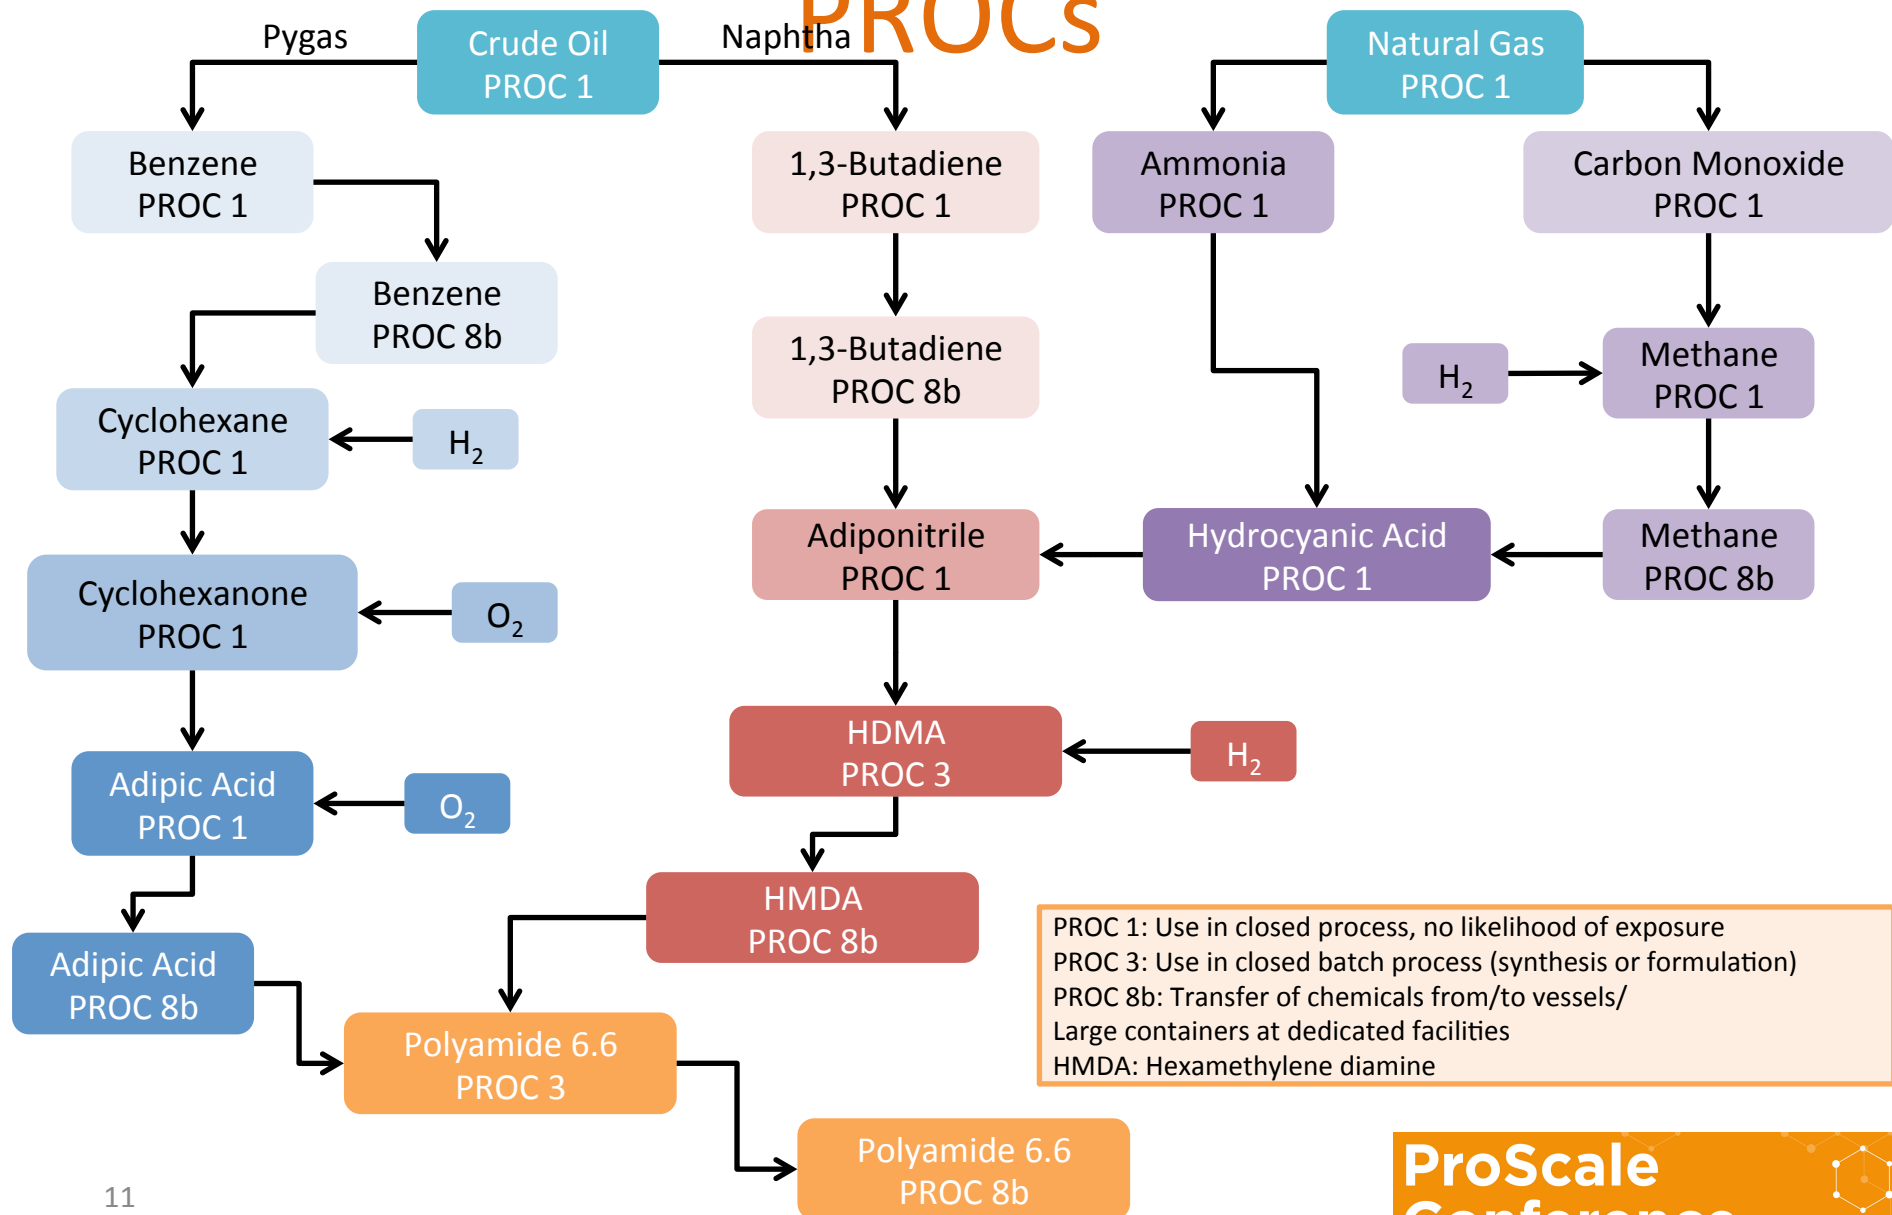 PROCs
Pygas
Crude Oil
PROC 1
Naphtha
Natural Gas
PROC 1
Benzene
PROC 1
1,3-Butadiene
PROC 1
Ammonia
PROC 1
Carbon Monoxide
PROC 1
Benzene
PROC 8b
1,3-Butadiene
PROC 8b
H2
Methane
PROC 1
Cyclohexane
PROC 1
H2
Adiponitrile
PROC 1
Hydrocyanic Acid
PROC 1
Methane
PROC 8b
Cyclohexanone
PROC 1
O2
HDMA
PROC 3
H2
Adipic Acid
PROC 1
O2
HMDA
PROC 8b
Adipic Acid
PROC 8b
PROC 1: Use in closed process, no likelihood of exposure
PROC 3: Use in closed batch process (synthesis or formulation)
PROC 8b: Transfer of chemicals from/to vessels/
Large containers at dedicated facilities
HMDA: Hexamethylene diamine
Polyamide 6.6
PROC 3
Polyamide 6.6
PROC 8b
11
ProScale
Conference